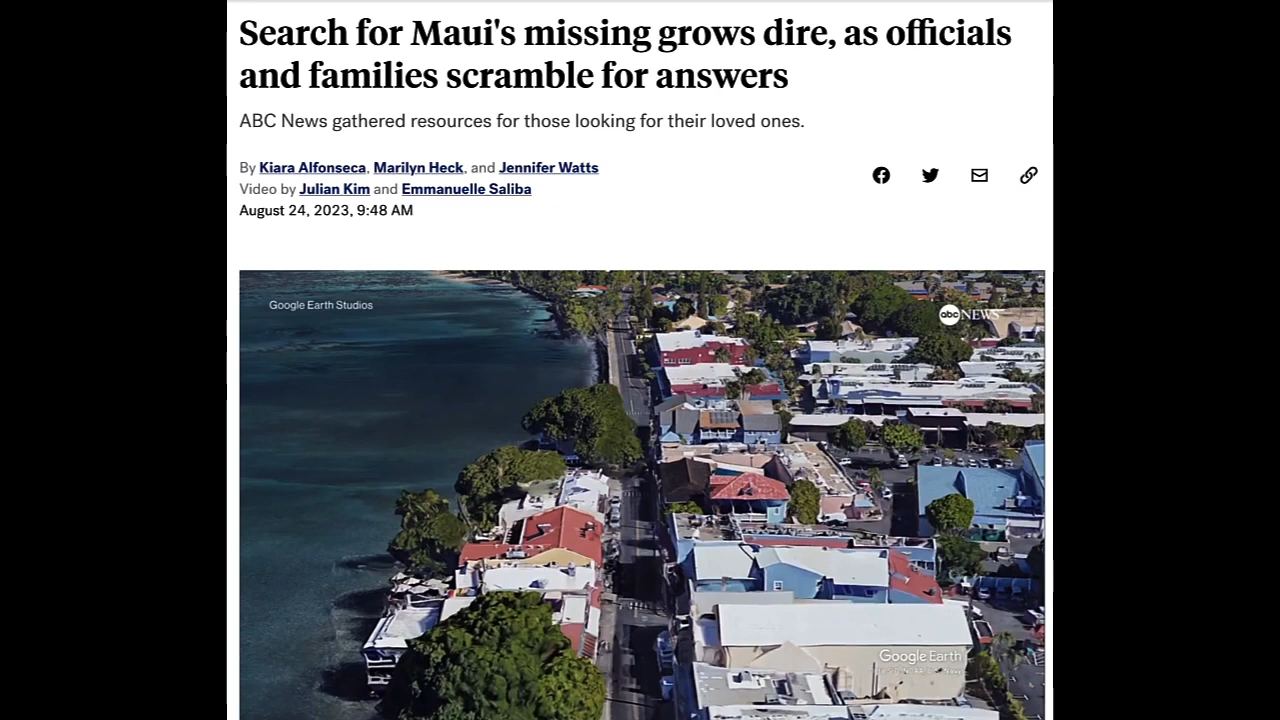 Search for Maui's missing grows dire, as officials
and families scramble for answers
ABC News gathered resources for those looking for their loved ones.
By Kiara Alfonseca, Marilyn Heck, and Jennifer Watts
Video by Julian Kim and Emmanuelle Saliba
August 24, 2023, 9:48 AM
Google Earth Studios
abc NEWS
Google Earth